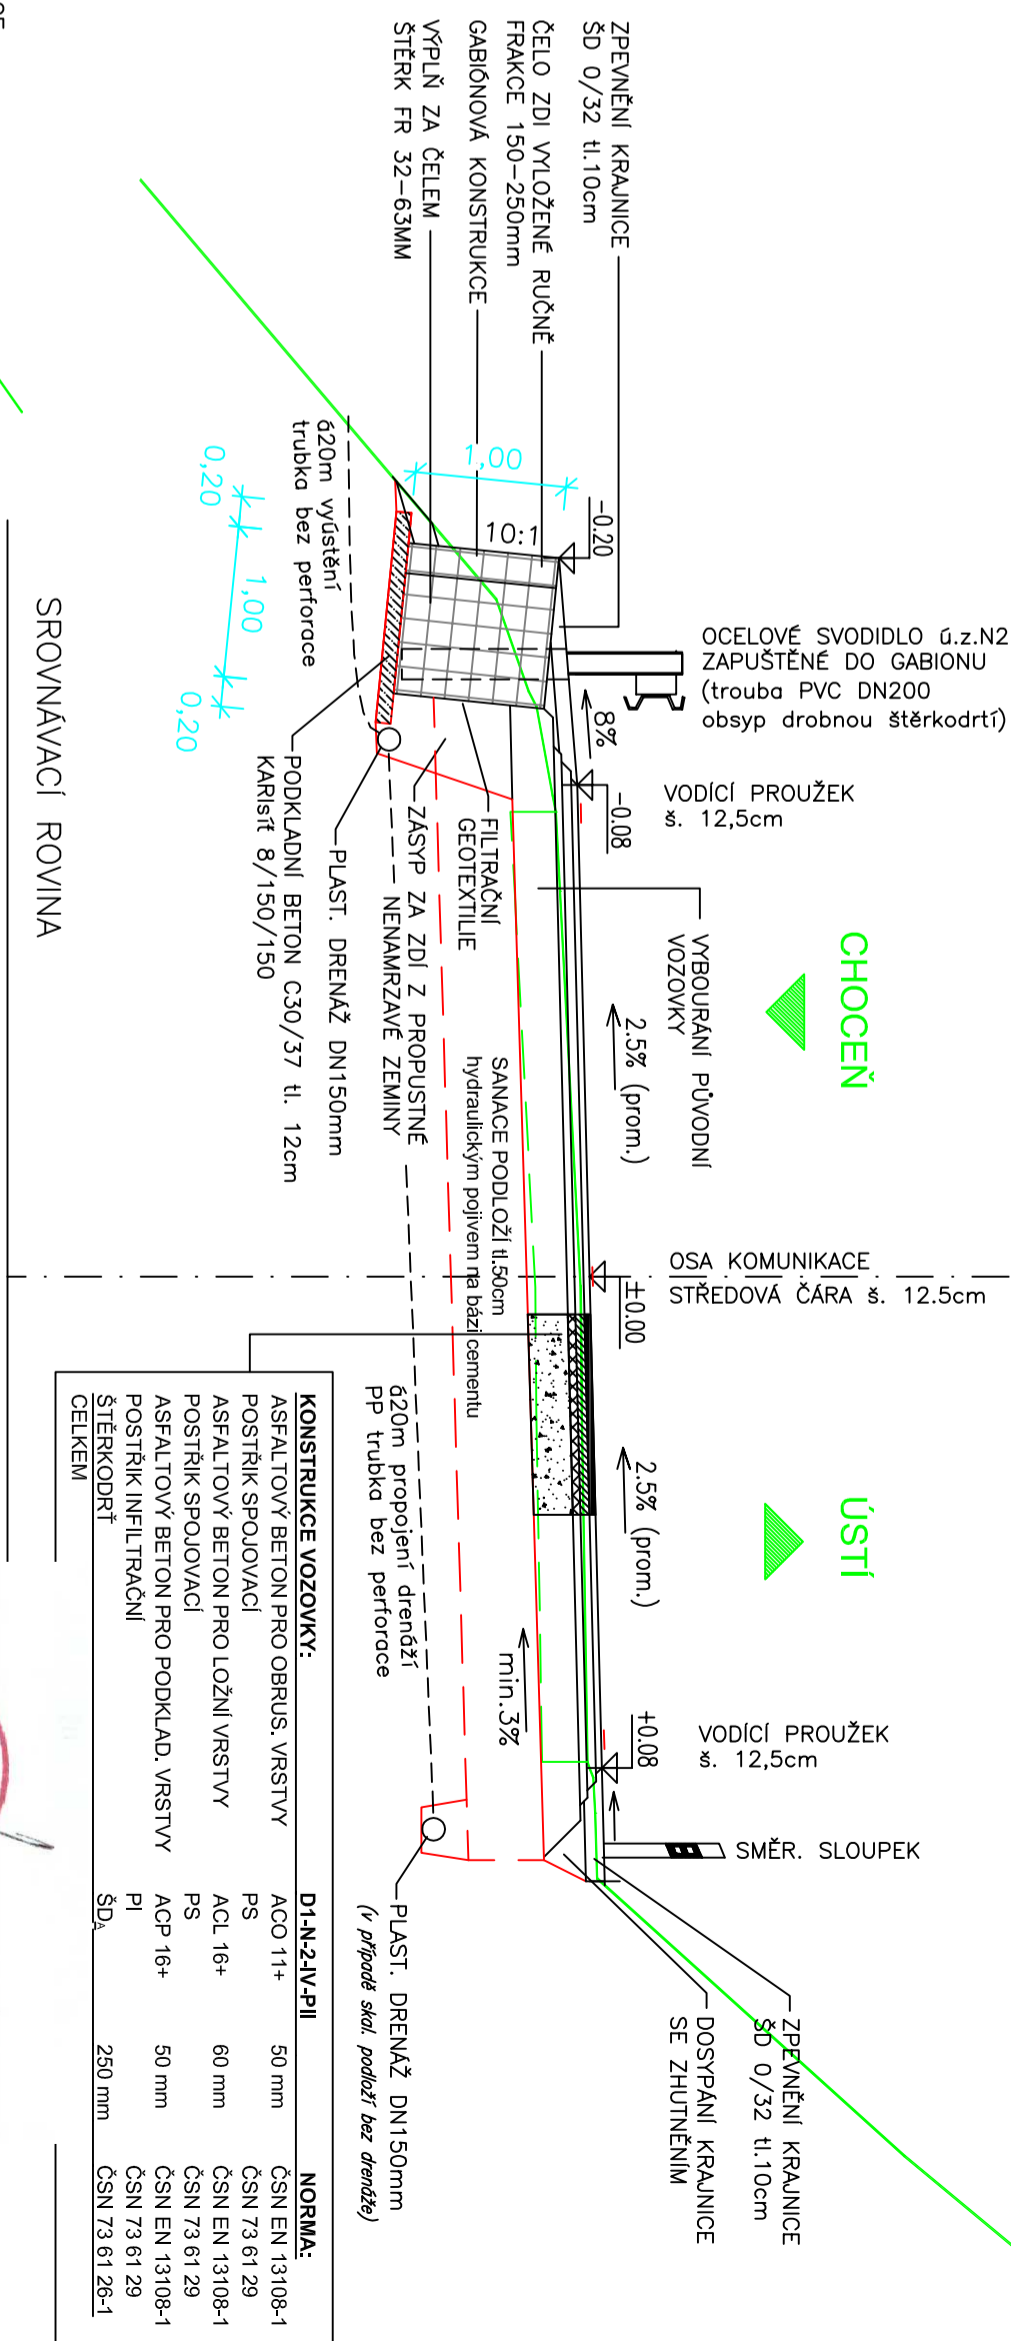 ZPEVNĚNÍ KRAJNICE
ŠD 0/32 tl.10cm
ČELO ZDI VYLOŽENÉ RUČNĚ
FRAKCE 150-250mm
GABIÓNOVÁ KONSTRUKCE
VÝPLŇ ZA ČELEM
ŠTĚRK FR 32-63MM
1,00
10:1
-0.20
OCELOVÉ SVODIDLO ú.z.N2
ZAPUŠTĚNÉ DO GABIONU
(trouba PVC DN200
obsyp drobnou štěrkodrtí)
8%
VODÍCÍ PROUŽEK
š. 12,5cm
-0.08
á20m vyústění
trubka bez perforace
0,20
1,00
0,20
PODKLADNÍ BETON C30/37 tl. 12cm
KARIsíť 8/150/150
PLAST. DRENÁŽ DN150mm
ZÁSYP ZA ZDÍ Z PROPUSTNÉ
NENAMRZAVÉ ZEMINY
FILTRAČNÍ
GEOTEXTILIE
SROVNÁVACÍ ROVINA
VYBOURÁNÍ PŮVODNÍ
VOZOVKY
CHOCEŇ
2.5% (prom.)
SANACE PODLOŽÍ tl.50cm
hydraulickým pojivem na bázi cementu
OSA KOMUNIKACE
STŘEDOVÁ ČÁRA š. 12.5cm
±0.00
ÚSTÍ
2.5% (prom.)
á20m propojení drenáží
PP trubka bez perforace
min.3%
VODÍCÍ PROUŽEK
š. 12,5cm
+0.08
SMĚR. SLOUPEK
ZPEVNĚNÍ KRAJNICE
ŠD 0/32 tl.10cm
DOSYPÁNÍ KRAJNICE
SE ZHUTNĚNÍM
PLAST. DRENÁŽ DN150mm
(v případě skal. podloží bez drenáže)
KONSTRUKCE VOZOVKY: D1-N-2-IV-PII NORMA:
ASFALTOVÝ BETON PRO OBRUS. VRSTVY ACO 11+ 50 mm ČSN EN 13108-1
POSTŘIK SPOJOVACÍ PS ČSN 73 61 29
ASFALTOVÝ BETON PRO LOŽNÍ VRSTVY ACL 16+ 60 mm ČSN EN 13108-1
POSTŘIK SPOJOVACÍ PS ČSN 73 61 29
ASFALTOVÝ BETON PRO PODKLAD. VRSTVY ACP 16+ 50 mm ČSN EN 13108-1
POSTŘIK INFILTRAČNÍ PI ČSN 73 61 29
ŠTĚRKODRŤ ŠDA 250 mm ČSN 73 61 26-1
CELKEM